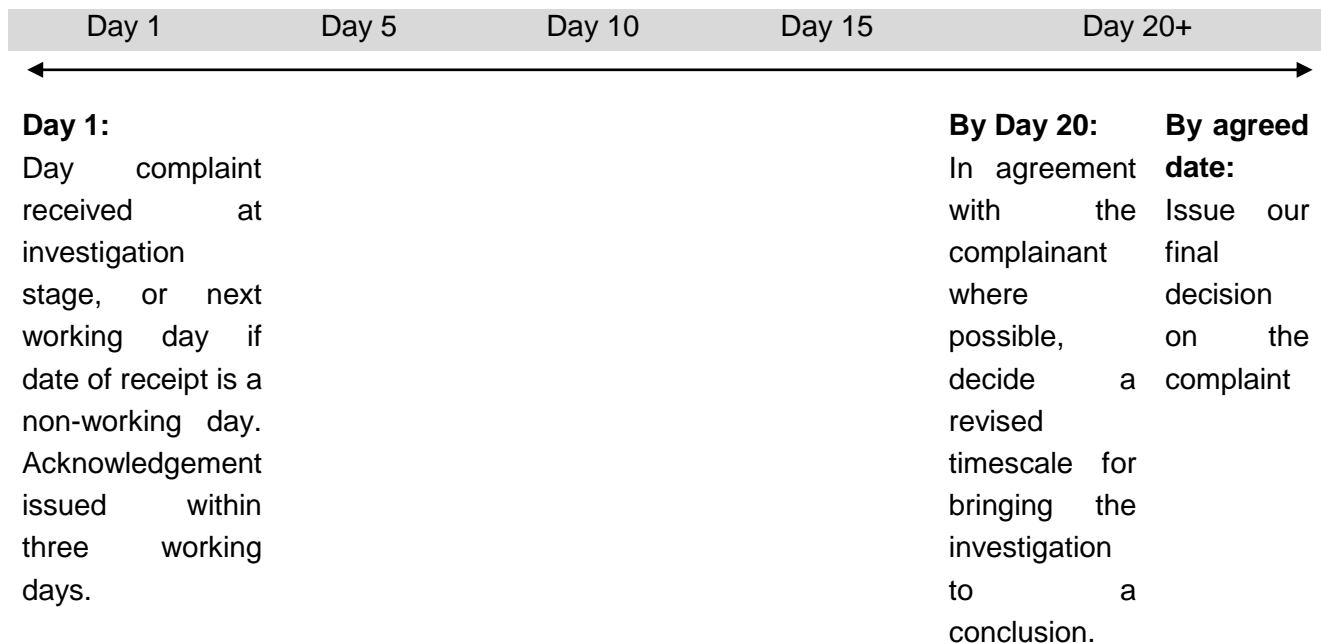 Day 1 Day 5 Day 10 Day 15 Day 20+
Day 1:
Day complaint
received at
investigation
stage, or next
working day if
date of receipt is a
non-working day.
Acknowledgement
issued within
three working
days.
By Day 20:
In agreement
with the
complainant
where
possible,
decide a
revised
timescale for
bringing the
investigation
to a
conclusion.
By agreed
date:
Issue our
final
decision
on the
complaint